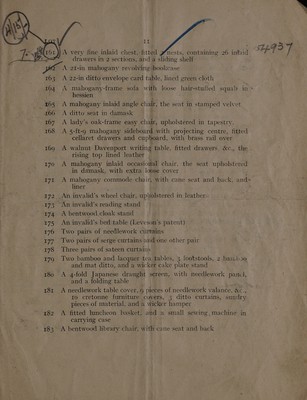 LOT
11
161 A very fine inlaid chest, fitted 2 nests, containing 26 inlaid
drawers in 2 sections, and a sliding shelf
54937
162 A 22-in mahogany revolving bookcase
163 A 22-in ditto envelope card table, lined green cloth
164 A mahogany-frame sofa with loose hair-stuffed squab in
hessien
165 A mahogany inlaid angle chair, the seat in stamped velvet
166 A ditto seat in damask
167 A lady's oak-frame easy chair, upholstered in tapestry
168 A 5-ft-9 mahogany sideboard with projecting centre, fitted
cellaret drawers and cupboard, with brass rail over
169 A walnut Davenport writing table, fitted drawers &c., the
rising top lined leather
170 A mahogany inlaid occasional chair, the seat upholstered
in damask, with extra loose cover
171 A mahogany commode chair, with cane seat and back, and
liner
172 An invalid's wheel chair, upholstered in leather
173 An invalid's reading stand
174 A bentwood cloak stand
175 An invalid's bed table (Leveson's patent)
176 Two pairs of needlework curtains
177 Two pairs of serge curtains and one other pair
178 Three pairs of sateen curtains
179 Two bamboo and lacquer tea tables, 3 footstools,
and mat ditto, and a wicker cake plate stand
180 A 4-fold Japanese draught screen, with needlework panel,
and a folding table
181 A needlework table cover, 9 pieces of needlework valance, &c.,
10 cretonne furniture covers, 3 ditto curtains, sundry
pieces of material, and a wicker hamper
182 A fitted luncheon basket, and a small sewing machine in
carrying case
183 A bentwood library chair, with cane seat and back